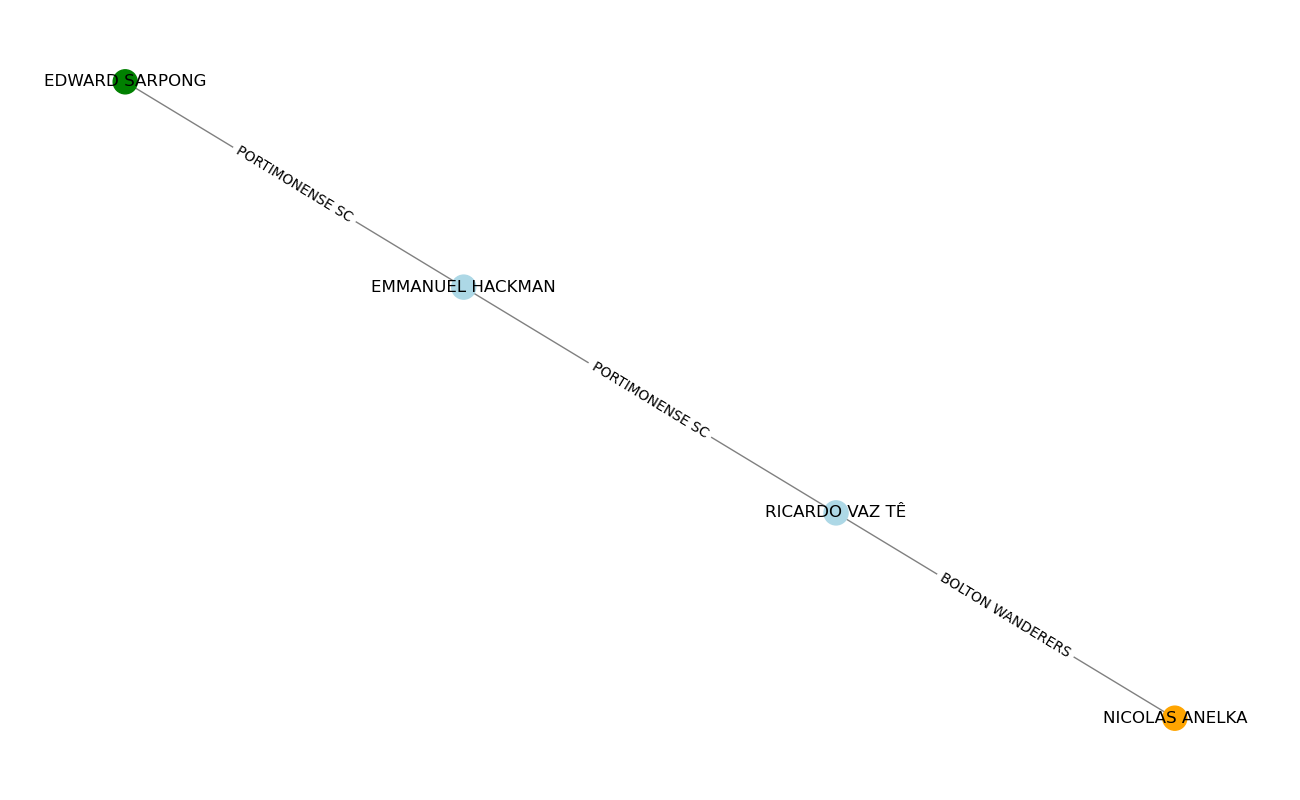 EDWARD SARPONG
PORTIMONENSE SC
EMMANUEL HACKMAN
PORTIMONENSE SC
RICARDO VAZ TÊ
BOLTON WANDERERS
NICOLAS ANELKA